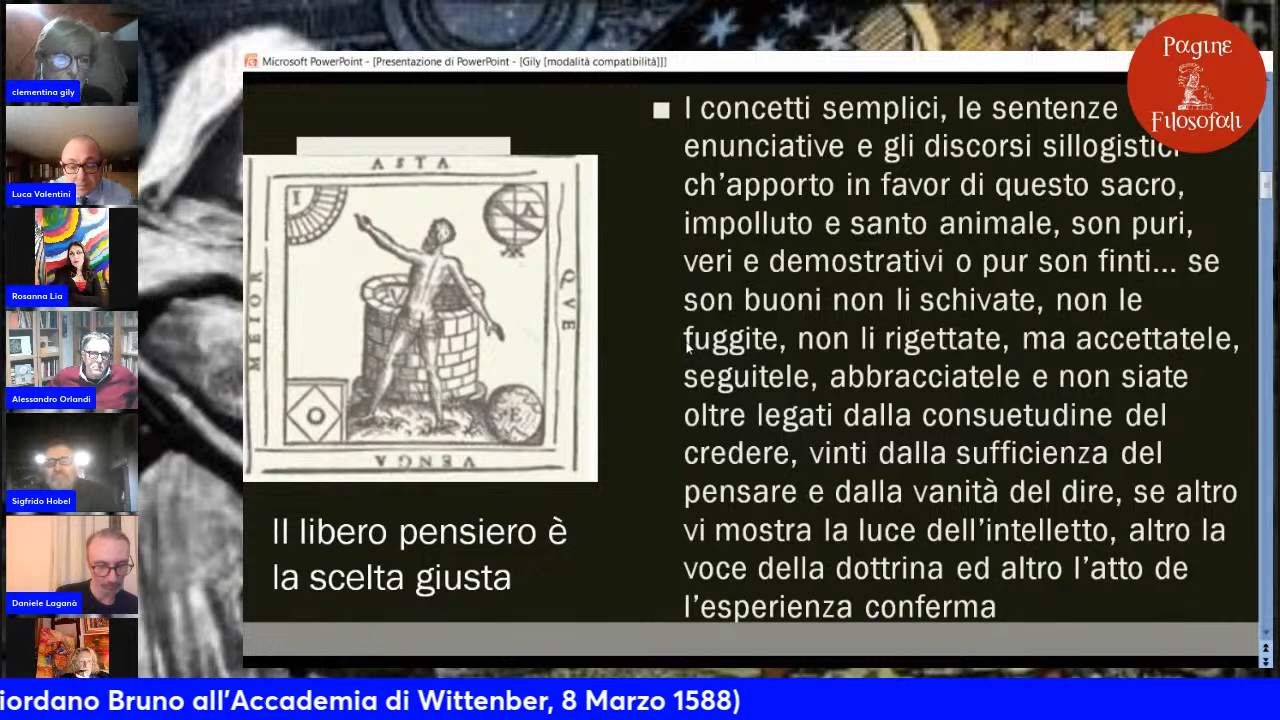 clementina gily
Luca Valentini
Rosanna Lia
Alessandro Orlandi
Sigfrido Hobel
Daniele Laganà
Microsoft PowerPoint - [Presentazione di PowerPoint - [Gily [modalità compatibilità]]]
Pagine
Filosofali
ASTA
MEIOR
QVE
VENGA
I
V
A
O
E
Il libero pensiero è
la scelta giusta
I concetti semplici, le sentenze
enunciative e gli discorsi sillogistici
ch’apporto in favor di questo sacro,
impolluto e santo animale, son puri,
veri e demostrativi o pur son finti... se
son buoni non li schivate, non le
fuggite, non li rigettate, ma accettatele,
seguitele, abbracciatele e non siate
oltre legati dalla consuetudine del
credere, vinti dalla sufficienza del
pensare e dalla vanità del dire, se altro
vi mostra la luce dell’intelletto, altro la
voce della dottrina ed altro l’atto de
l’esperienza conferma
iordano Bruno all’Accademia di Wittenber, 8 Marzo 1588)